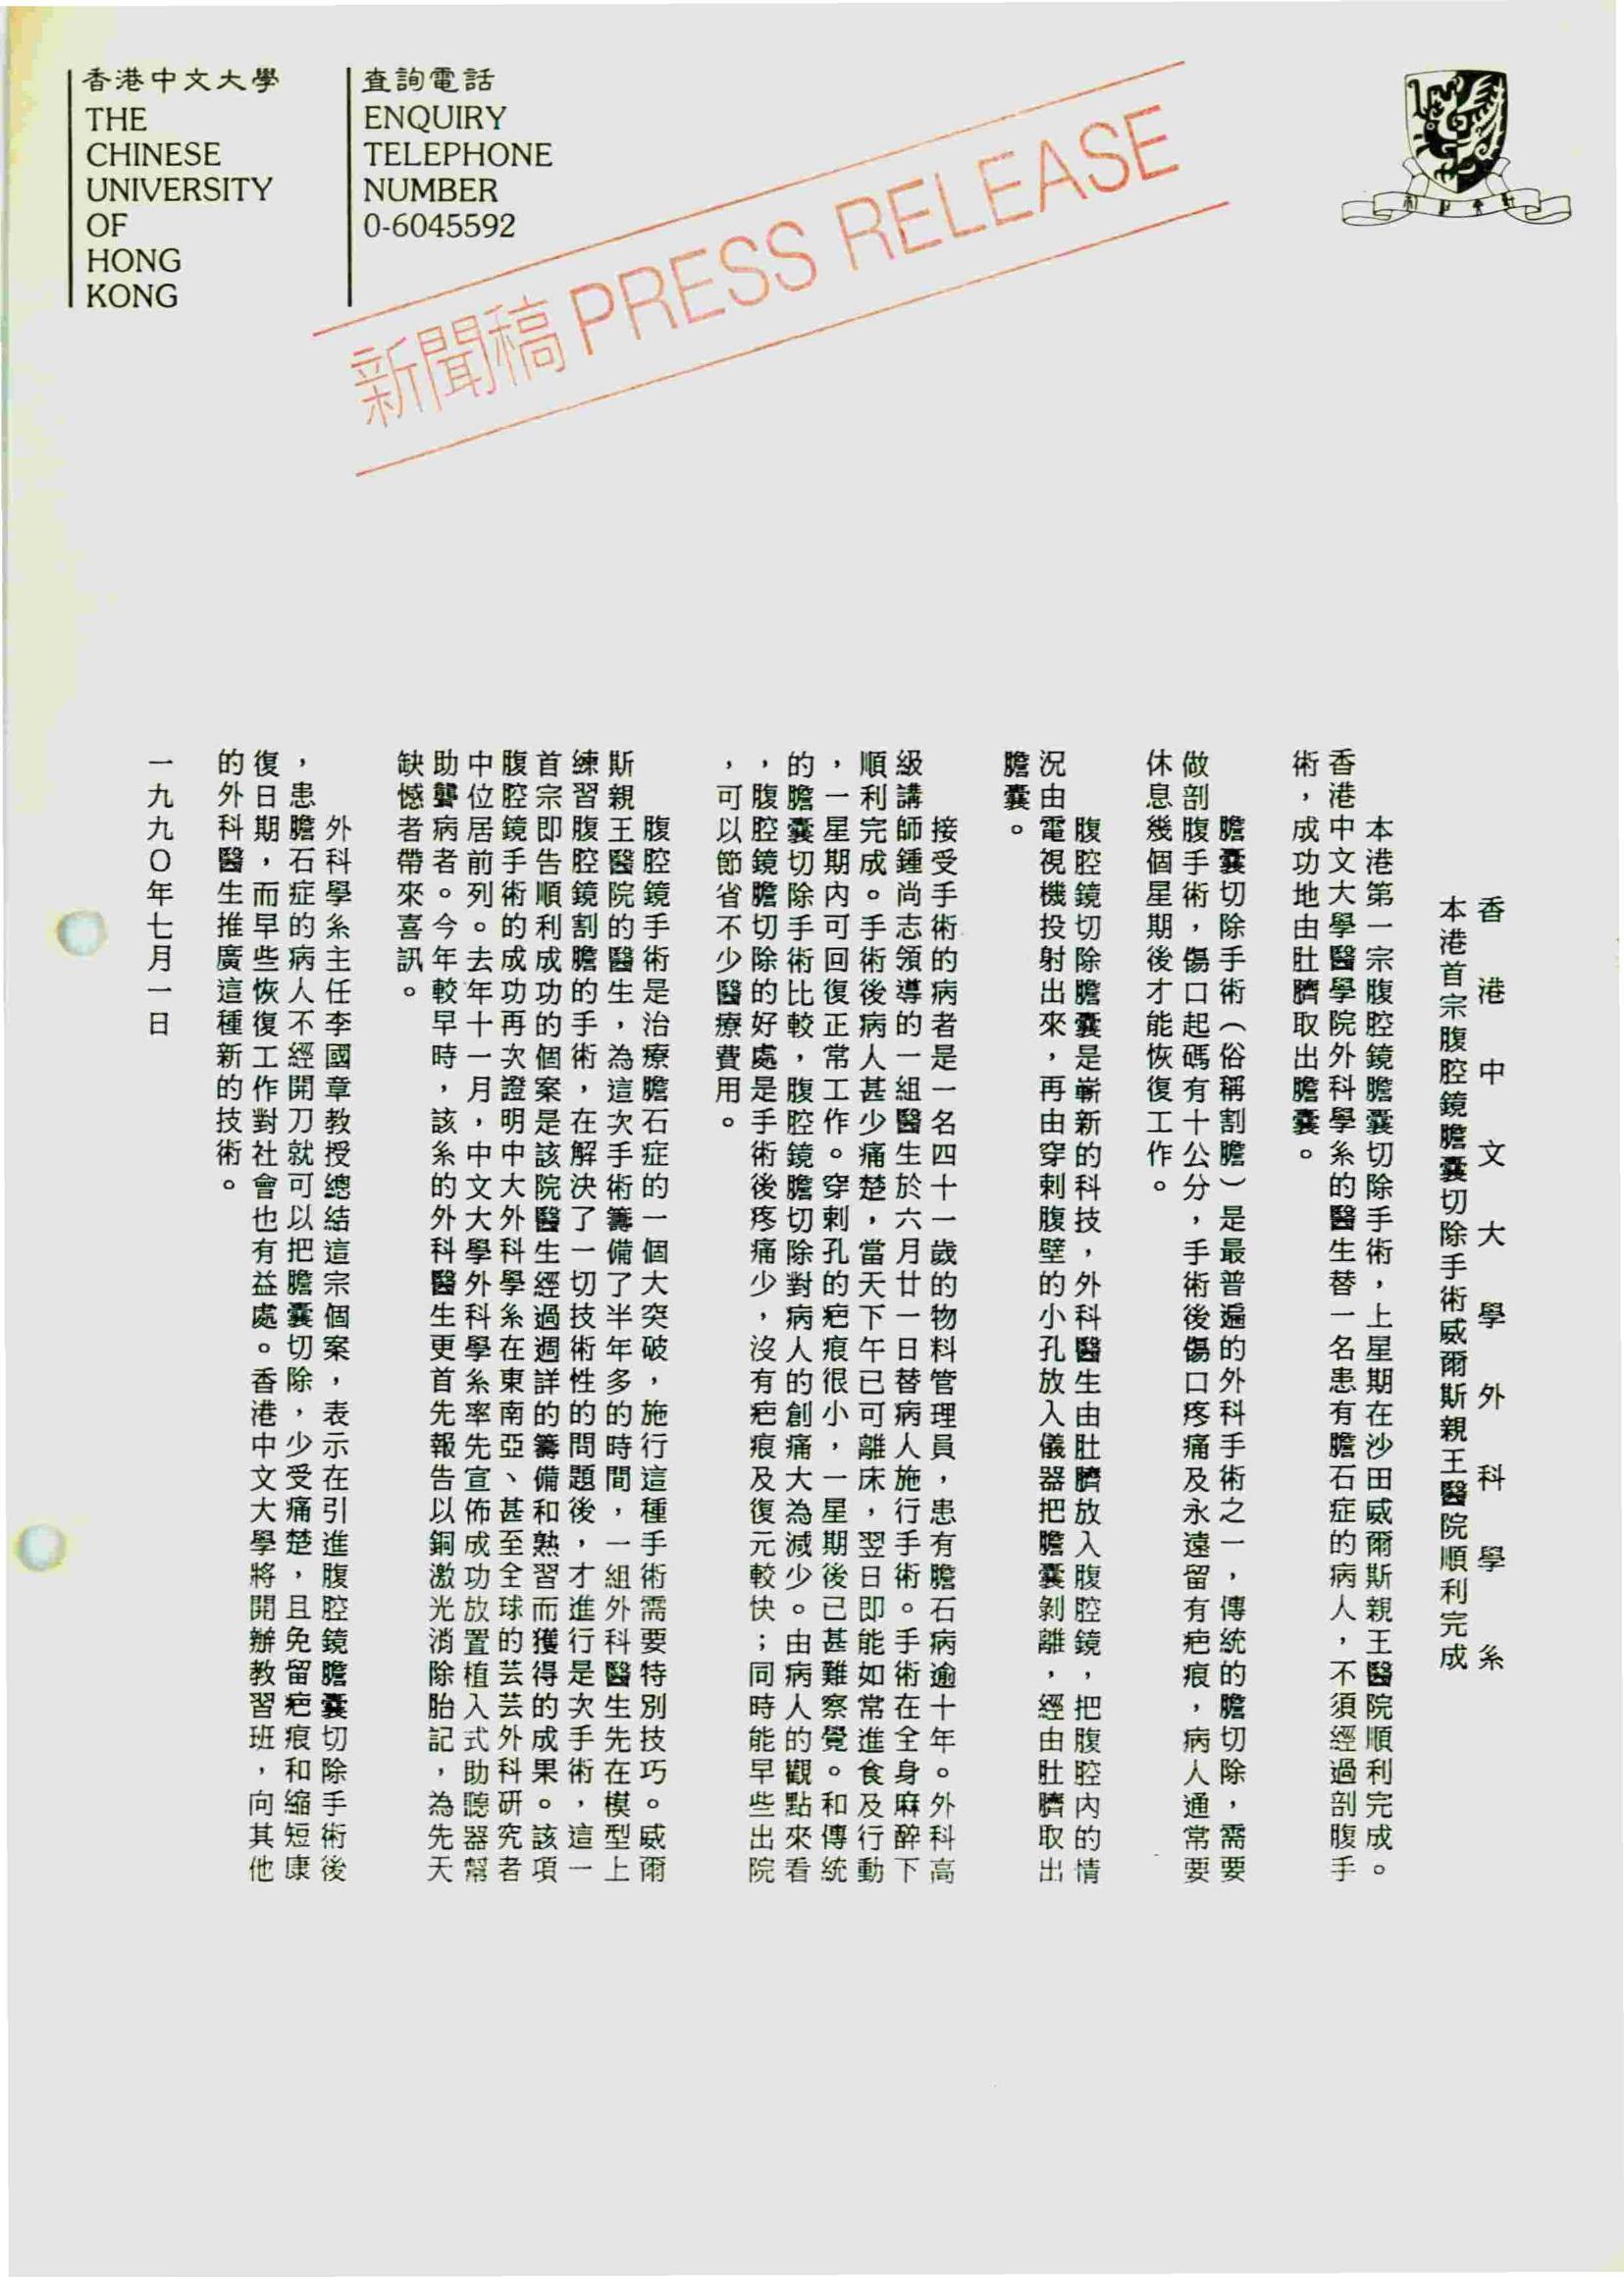 香港中文大學
THE
CHINESE
UNIVERSITY
OF
HONG
KONG
查詢電話
ENQUIRY
TELEPHONE
NUMBER
0-6045592
新聞稿 PRESS RELEASE
香港中文大學外科學系
本港首宗腹腔鏡膽囊切除手術威爾斯親王醫院順利完成
本港第一宗腹腔鏡膽囊切除手術，上星期在沙田威爾斯親王醫院順利完成。
香港中文大學醫學院外科學系的醫生替一名患有膽石症的病人，不須經過剖腹手
術，成功地由肚臍取出膽囊。
膽囊切除手術（俗稱割膽）是最普遍的外科手術之一，傳統的膽切除，需要
做剖腹手術，傷口起碼有十公分，手術後傷口疼痛及永遠留有疤痕，病人通常要
休息幾個星期後才能恢復工作。
腹腔鏡切除膽囊是嶄新的科技，外科醫生由肚臍放入腹腔鏡，把腹腔內的情
況由電視機投射出來，再由穿刺腹壁的小孔放入儀器把膽囊剝離，經由肚臍取出
膽囊。
接受手術的病者是一名四十一歲的物料管理員，患有膽石病逾十年。外科高
級講師鍾尚志領導的一組醫生於六月廿一日替病人施行手術。手術在全身麻醉下
順利完成。手術後病人甚少痛楚，當天下午已可離床，翌日即能如常進食及行動
，一星期內可回復正常工作。穿刺孔的疤痕很小，一星期後已甚難察覺。和傳統
的膽囊切除手術比較，腹腔鏡膽切除對病人的創痛大為減少。由病人的觀點來看
，腹腔鏡膽切除的好處是手術後疼痛少，沒有疤痕及復元較快；同時能早些出院
，可以節省不少醫療費用。
腹腔鏡手術是治療膽石症的一個大突破，施行這種手術需要特別技巧。威爾
斯親王醫院的醫生，為這次手術籌備了半年多的時間，一組外科醫生先在模型上
練習腹腔鏡割膽的手術，在解決了一切技術性的問題後，才進行是次手術，這一
首宗即告順利成功的個案是該院醫生經過週詳的籌備和熟習而獲得的成果。該項
腹腔鏡手術的成功再次證明中大外科學系在東南亞、甚至全球的芸芸外科研究者
中位居前列。去年十一月，中文大學外科學系率先宣佈成功放置植入式助聽器幫
助聾病者。今年較早時，該系的外科醫生更首先報告以銅激光消除胎記，為先天
缺憾者帶來喜訊。
外科學系主任李國章教授總結這宗個案，表示在引進腹腔鏡膽囊切除手術後
，患膽石症的病人不經開刀就可以把膽囊切除，少受痛楚，且免留疤痕和縮短康
復日期，而早些恢復工作對社會也有益處。香港中文大學將開辦教習班，向其他
的外科醫生推廣這種新的技術。
一九九〇年七月一日